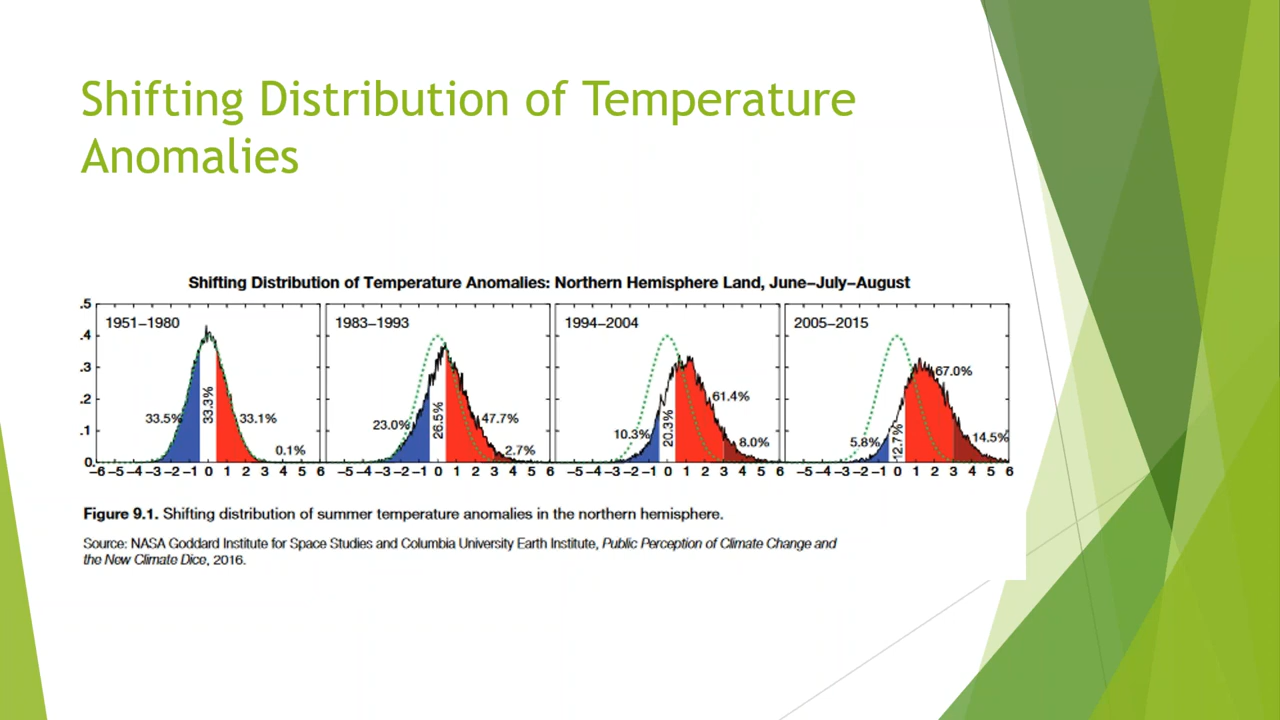 Shifting Distribution of Temperature
Anomalies
Shifting Distribution of Temperature Anomalies: Northern Hemisphere Land, June–July–August
.5
.4
.3
.2
.1
0.
1951–1980
33.5%
33.3%
33.1%
0.1%
–6 –5 –4 –3 –2 –1 0 1 2 3 4 5 6
1983–1993
23.0%
26.5%
47.7%
2.7%
–5 –4 –3 –2 –1 0 1 2 3 4 5 6
1994–2004
10.3%
20.3%
61.4%
8.0%
–5 –4 –3 –2 –1 0 1 2 3 4 5 6
2005–2015
5.8%
12.7%
67.0%
14.5%
–5 –4 –3 –2 –1 0 1 2 3 4 5 6
Figure 9.1. Shifting distribution of summer temperature anomalies in the northern hemisphere.
Source: NASA Goddard Institute for Space Studies and Columbia University Earth Institute, Public Perception of Climate Change and
the New Climate Dice, 2016.